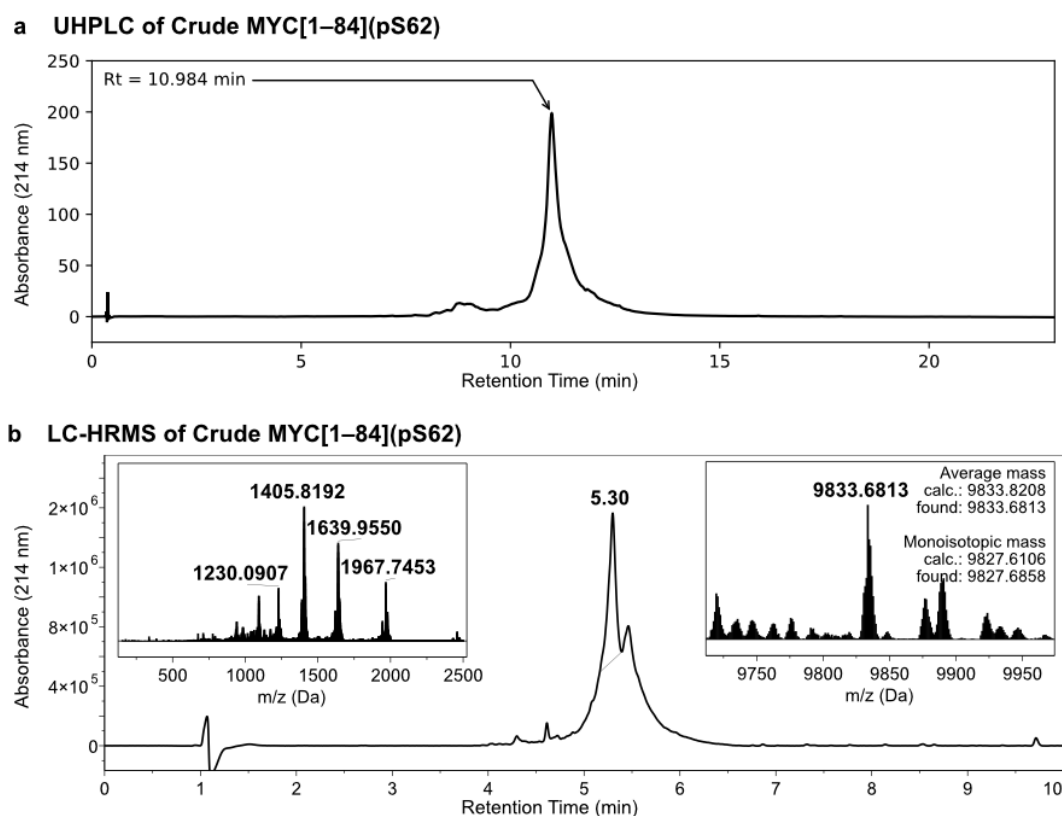 a UHPLC of Crude MYC[1–84](pS62)
250
200
150
100
50
0
Absorbance (214 nm)
Rt = 10.984 min
0 5 10 15 20
Retention Time (min)
b LC-HRMS of Crude MYC[1–84](pS62)
2×10⁶
1×10⁶
8×10⁵
4×10⁵
0
Absorbance (214 nm)
1405.8192
1639.9550
1967.7453
1230.0907
500 1000 1500 2000 2500
m/z (Da)
5.30
9833.6813
Average mass
calc.: 9833.8208
found: 9833.6813
Monoisotopic mass
calc.: 9827.6106
found: 9827.6858
9750 9800 9850 9900 9950
m/z (Da)
0 1 2 3 4 5 6 7 8 9 10
Retention Time (min)